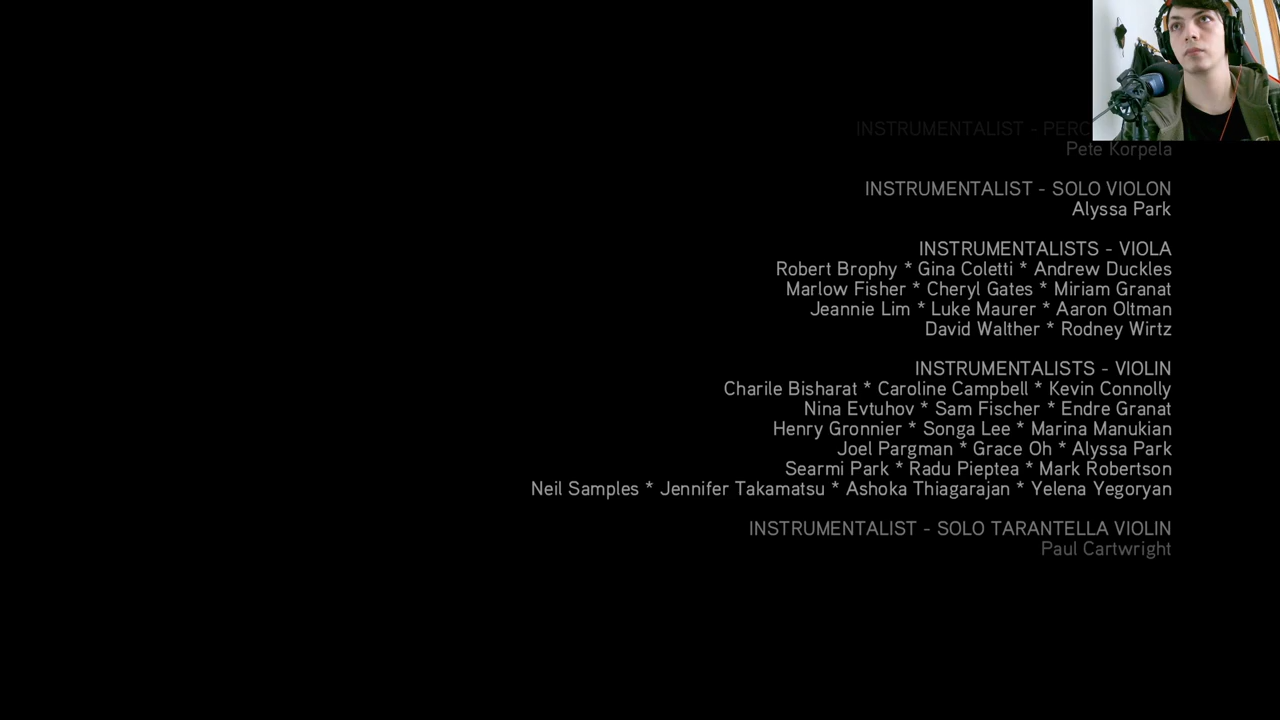 INSTRUMENTALIST - PERC
Pete Korpela
INSTRUMENTALIST - SOLO VIOLON
Alyssa Park
INSTRUMENTALISTS - VIOLA
Robert Brophy * Gina Coletti * Andrew Duckles
Marlow Fisher * Cheryl Gates * Miriam Granat
Jeannie Lim * Luke Maurer * Aaron Oltman
David Walther * Rodney Wirtz
INSTRUMENTALISTS - VIOLIN
Charile Bisharat * Caroline Campbell * Kevin Connolly
Nina Evtuhov * Sam Fischer * Endre Granat
Henry Gronnier * Songa Lee * Marina Manukian
Joel Pargman * Grace Oh * Alyssa Park
Searmi Park * Radu Pieptea * Mark Robertson
Neil Samples * Jennifer Takamatsu * Ashoka Thiagarajan * Yelena Yegoryan
INSTRUMENTALIST - SOLO TARANTELLA VIOLIN
Paul Cartwright